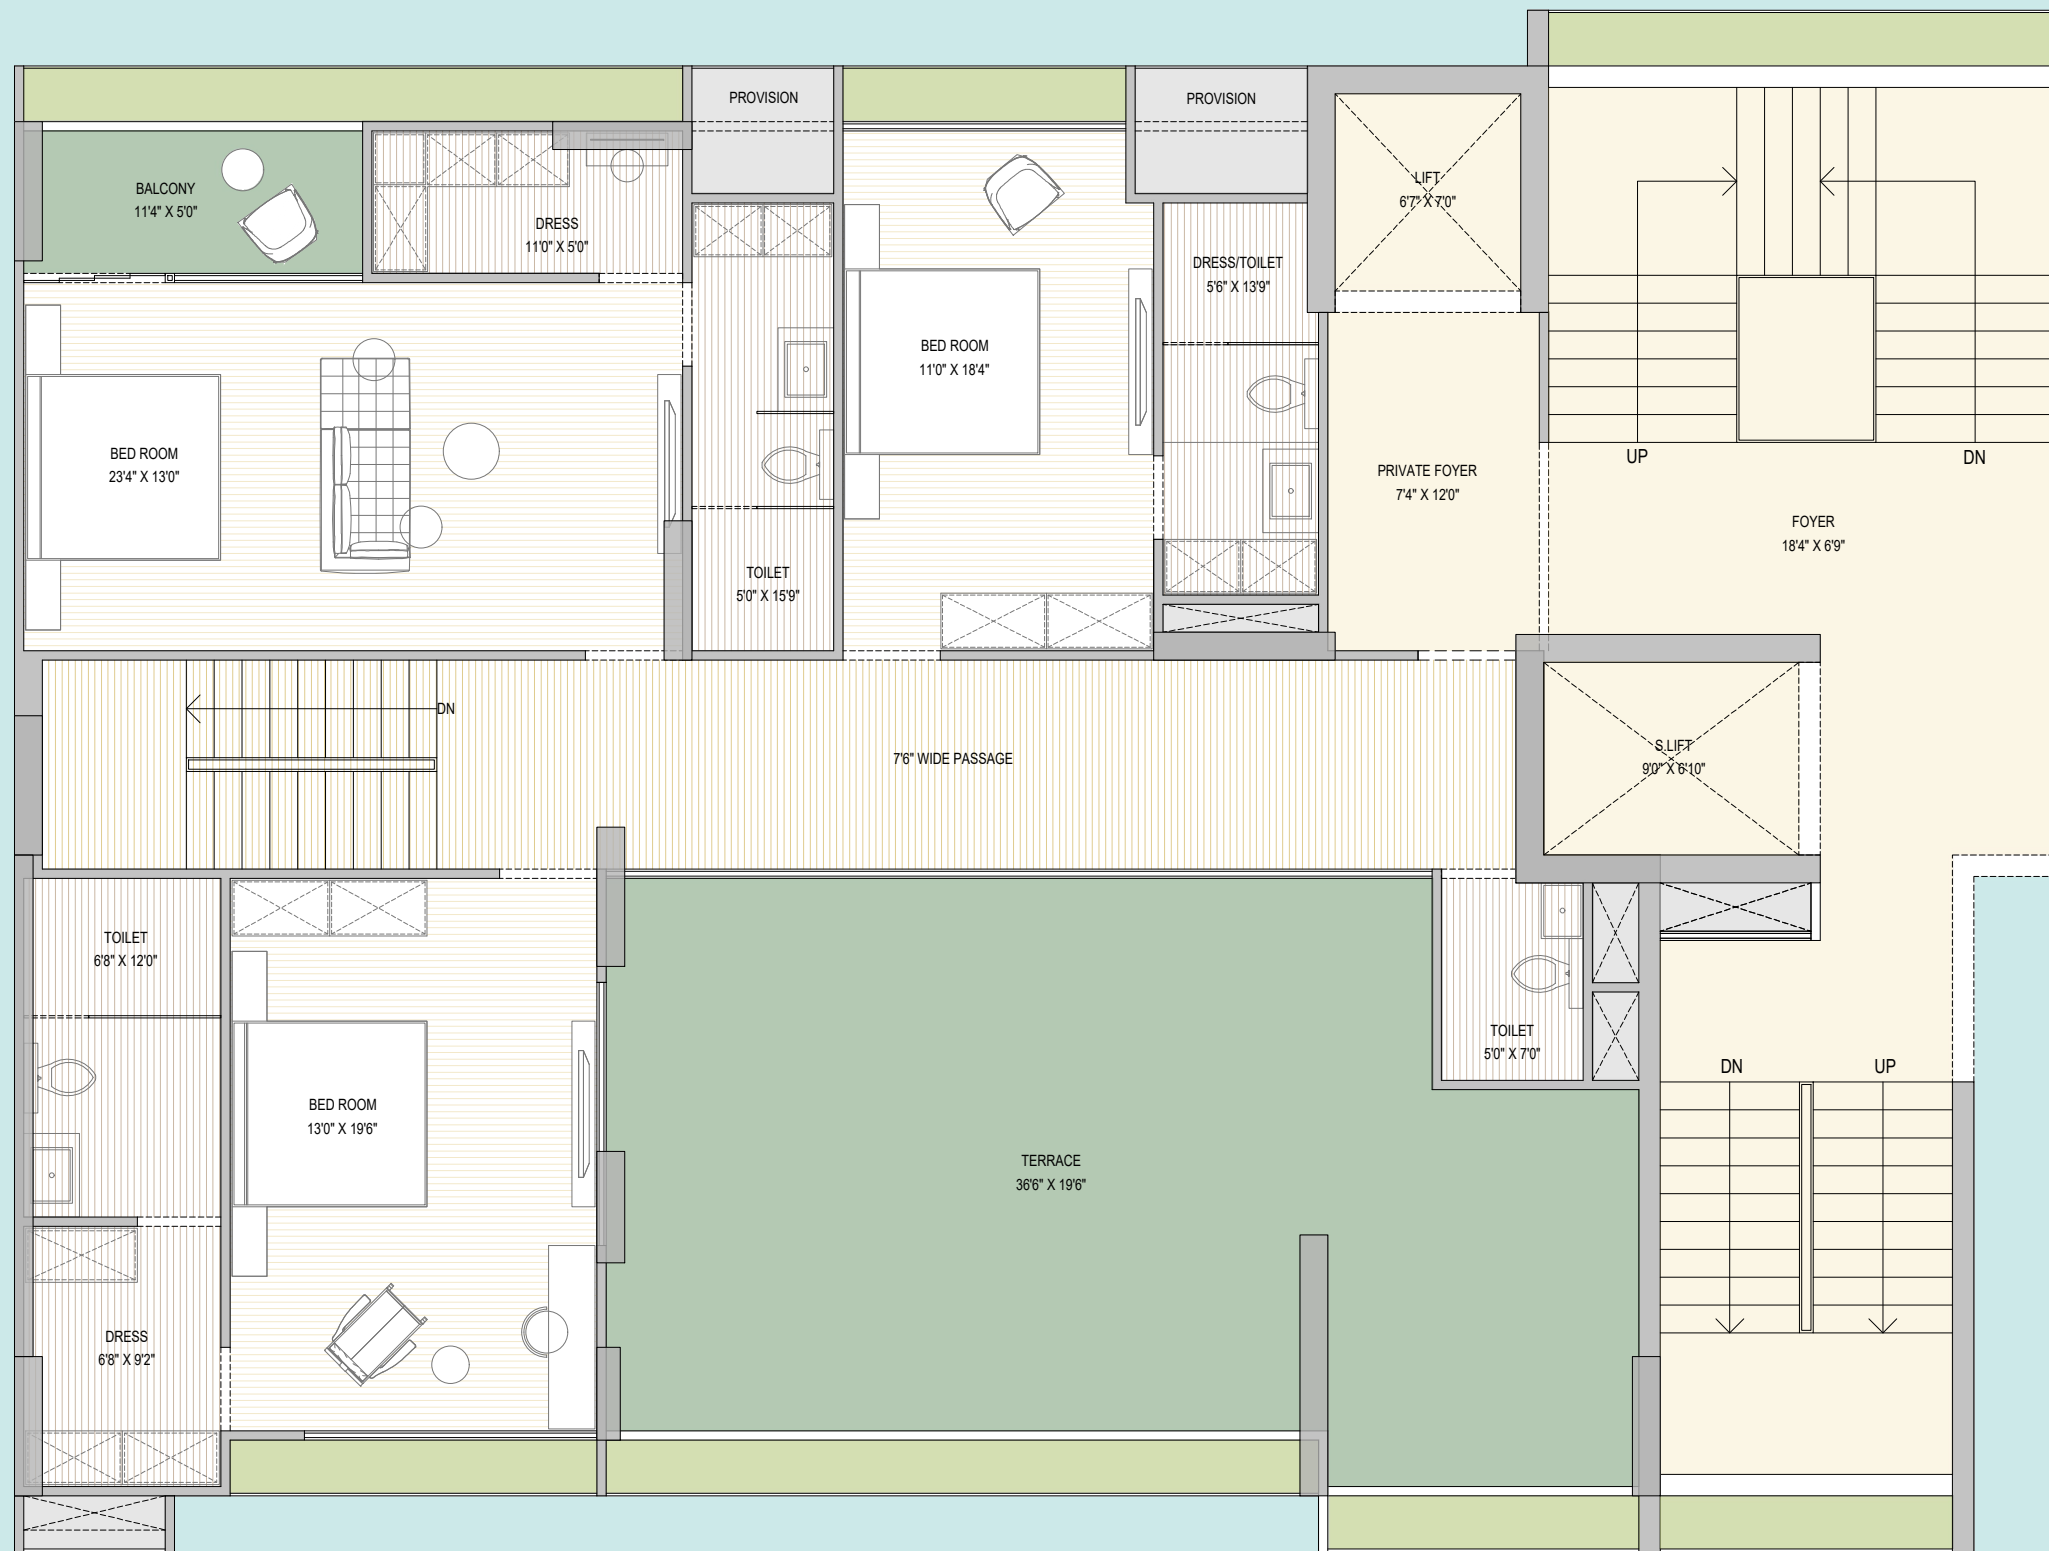 PROVISION
PROVISION
BALCONY
11'4" X 5'0"
DRESS
11'0" X 5'0"
LIFT
6'7" X 7'0"
DRESS/TOILET
5'6" X 13'9"
BED ROOM
11'0" X 18'4"
BED ROOM
23'4" X 13'0"
UP
DN
PRIVATE FOYER
7'4" X 12'0"
FOYER
18'4" X 6'9"
TOILET
5'0" X 15'9"
DN
7'6" WIDE PASSAGE
S.LIFT
9'0" X 6'10"
TOILET
6'8" X 12'0"
TOILET
5'0" X 7'0"
DN
UP
BED ROOM
13'0" X 19'6"
TERRACE
36'6" X 19'6"
DRESS
6'8" X 9'2"